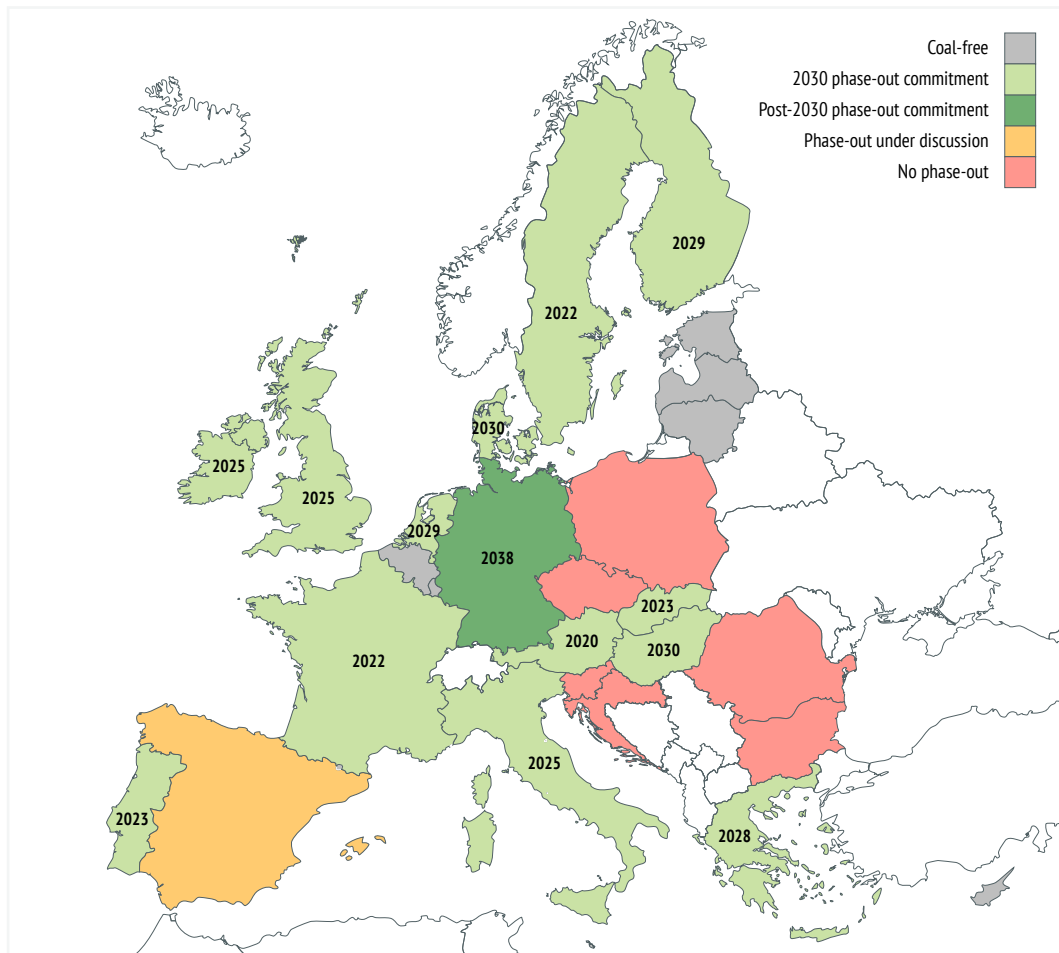 Coal-free
2030 phase-out commitment
Post-2030 phase-out commitment
Phase-out under discussion
No phase-out
2029
2022
2030
2025
2025
2029
2038
2023
2020
2030
2022
2025
2023
2028